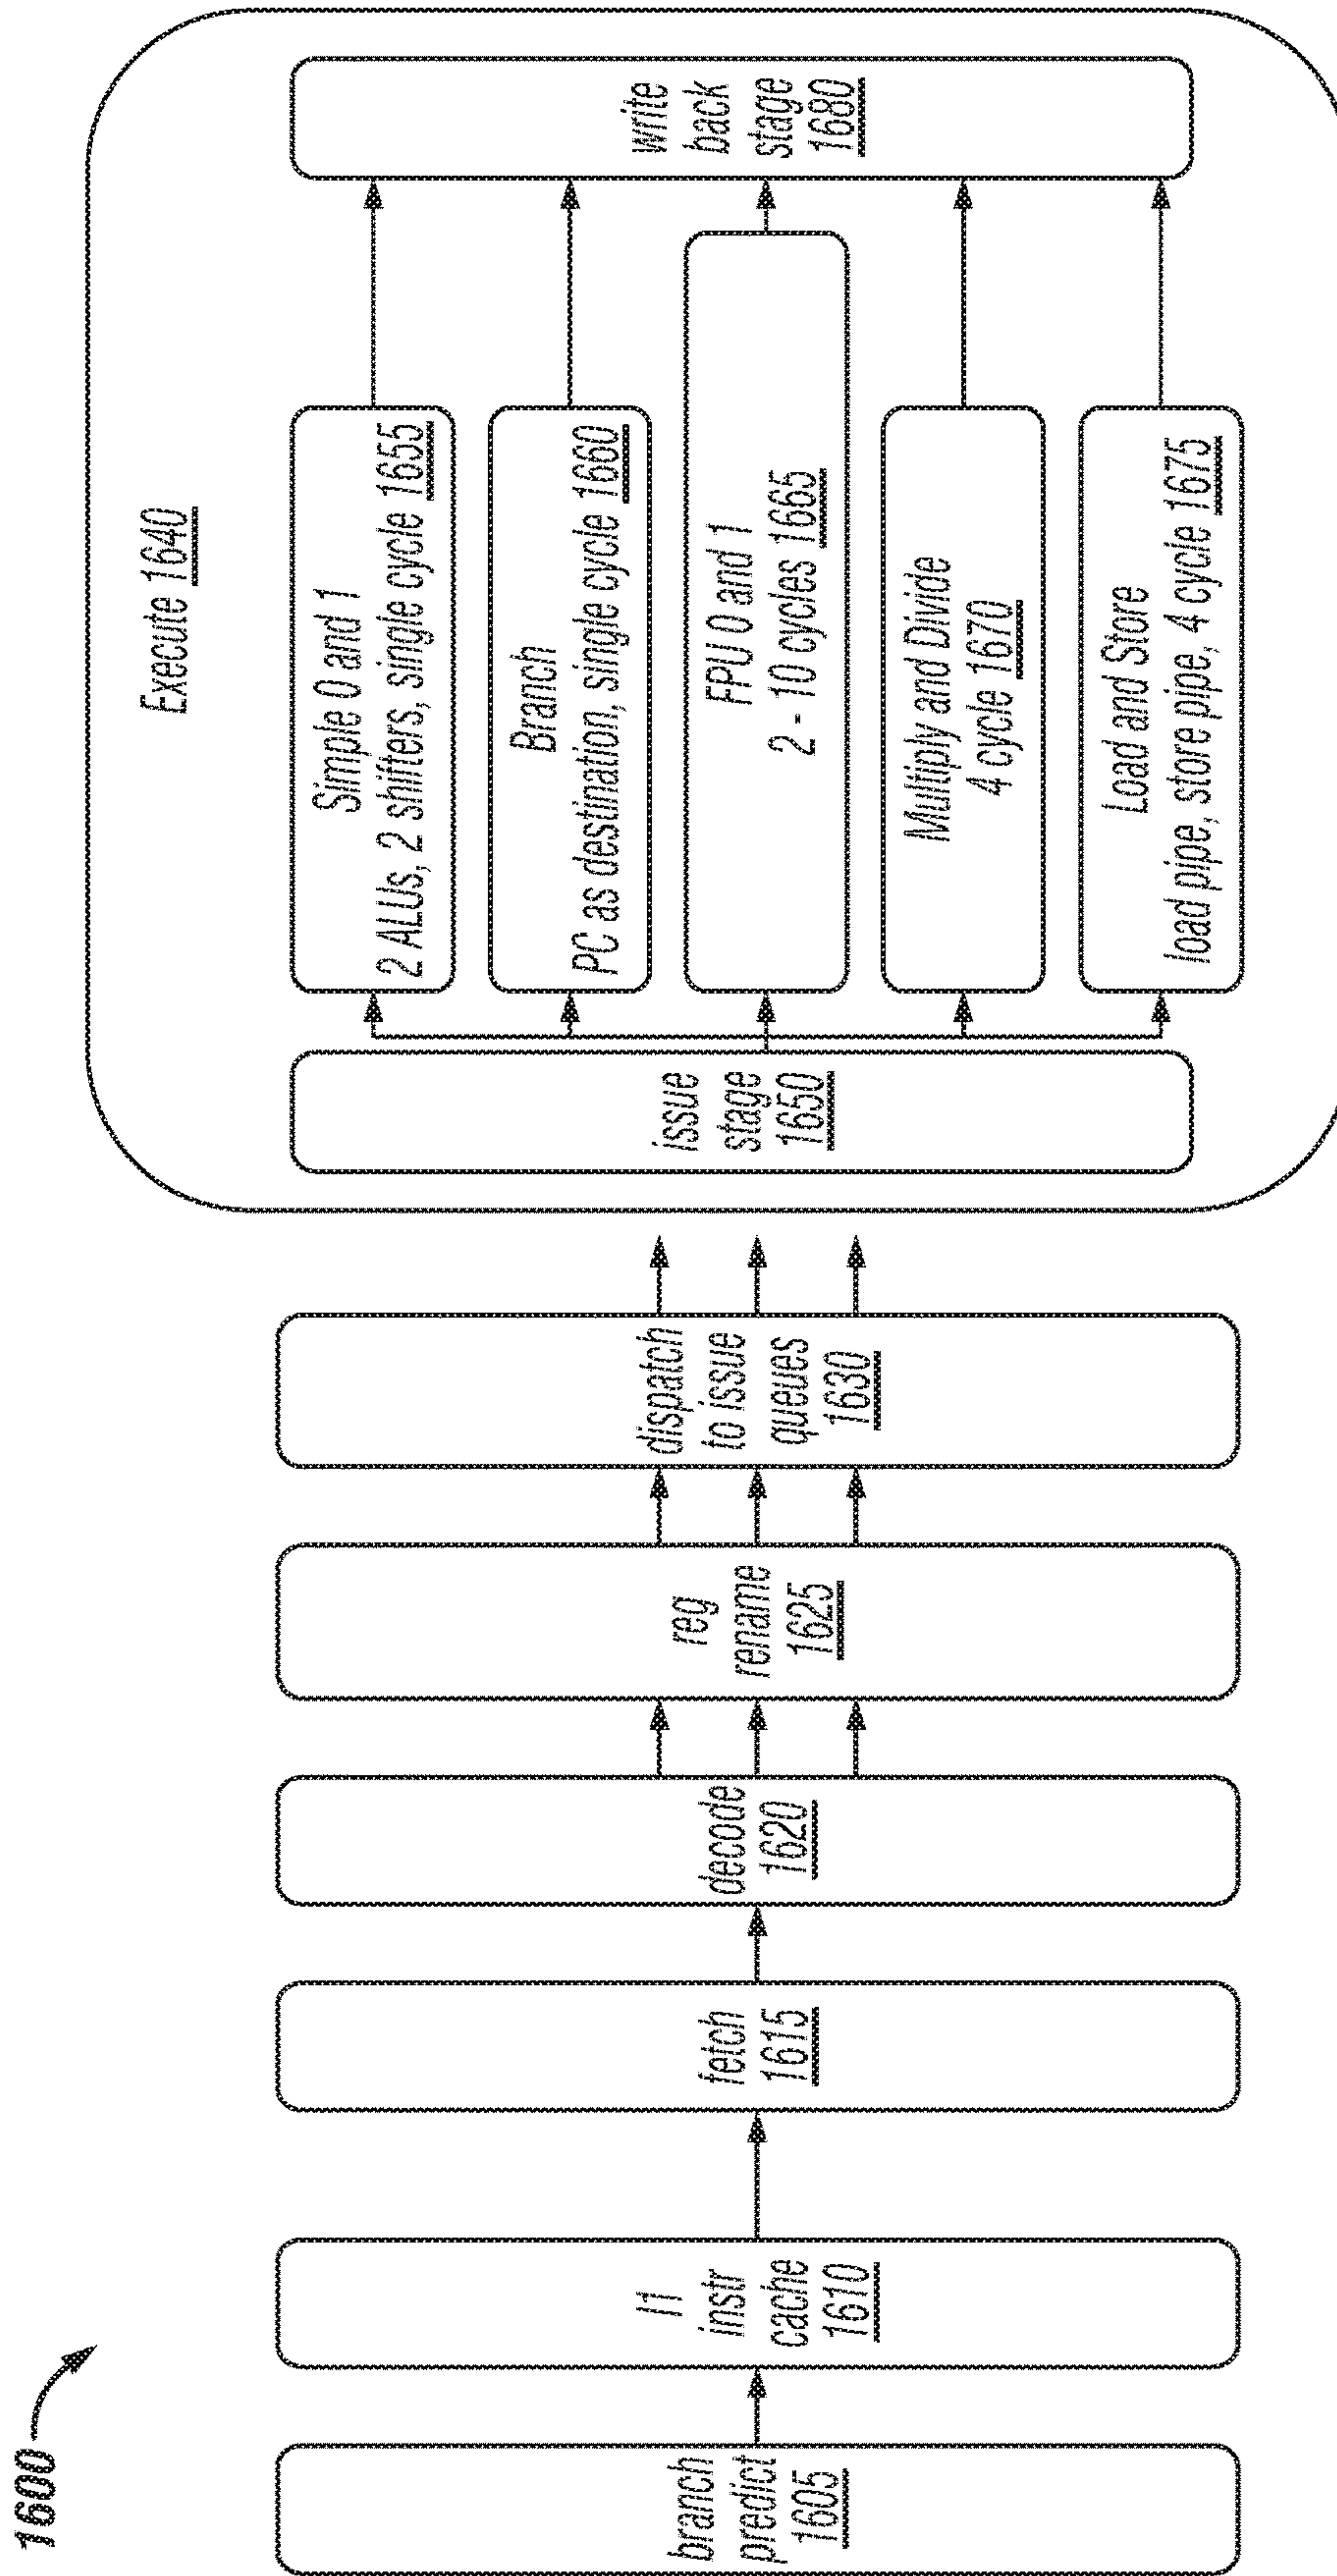 1600
branch
predict
1605
I1
instr
cache
1610
fetch
1615
decode
1620
reg
rename
1625
dispatch
to issue
queues
1630
Execute 1640
issue
stage
1650
Simple 0 and 1
2 ALUs, 2 shifters, single cycle 1655
Branch
PC as destination, single cycle 1660
FPU 0 and 1
2 - 10 cycles 1665
Multiply and Divide
4 cycle 1670
Load and Store
load pipe, store pipe, 4 cycle 1675
write
back
stage
1680